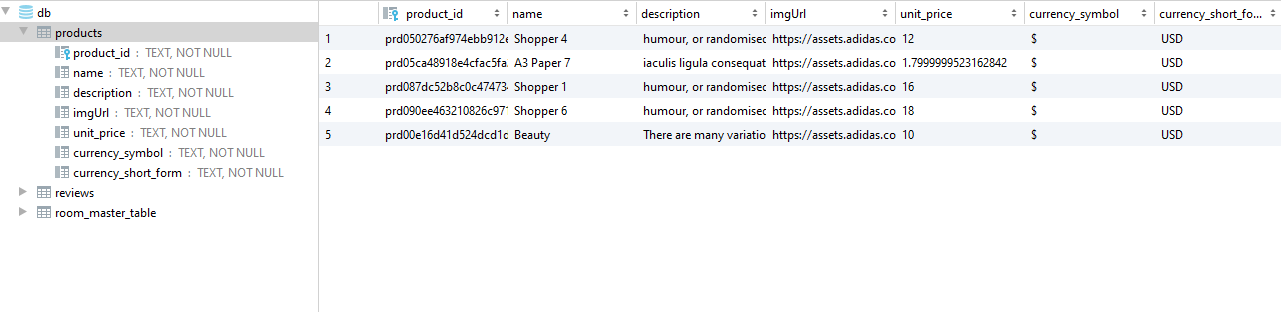 db
products
product_id : TEXT, NOT NULL
name : TEXT, NOT NULL
description : TEXT, NOT NULL
imgUrl : TEXT, NOT NULL
unit_price : TEXT, NOT NULL
currency_symbol : TEXT, NOT NULL
currency_short_form : TEXT, NOT NULL
reviews
room_master_table
product_id name description imgUrl unit_price currency_symbol currency_short_fo...
1 prd050276af974ebb912e Shopper 4 humour, or randomised https://assets.adidas.co 12 $ USD
2 prd05ca48918e4cfac5fa A3 Paper 7 iaculis ligula consequat https://assets.adidas.co 1.7999999523162842 $ USD
3 prd087dc52b8c0c47473 Shopper 1 humour, or randomised https://assets.adidas.co 16 $ USD
4 prd090ee463210826c971 Shopper 6 humour, or randomised https://assets.adidas.co 18 $ USD
5 prd00e16d41d524dcd1c Beauty There are many variatio https://assets.adidas.co 10 $ USD